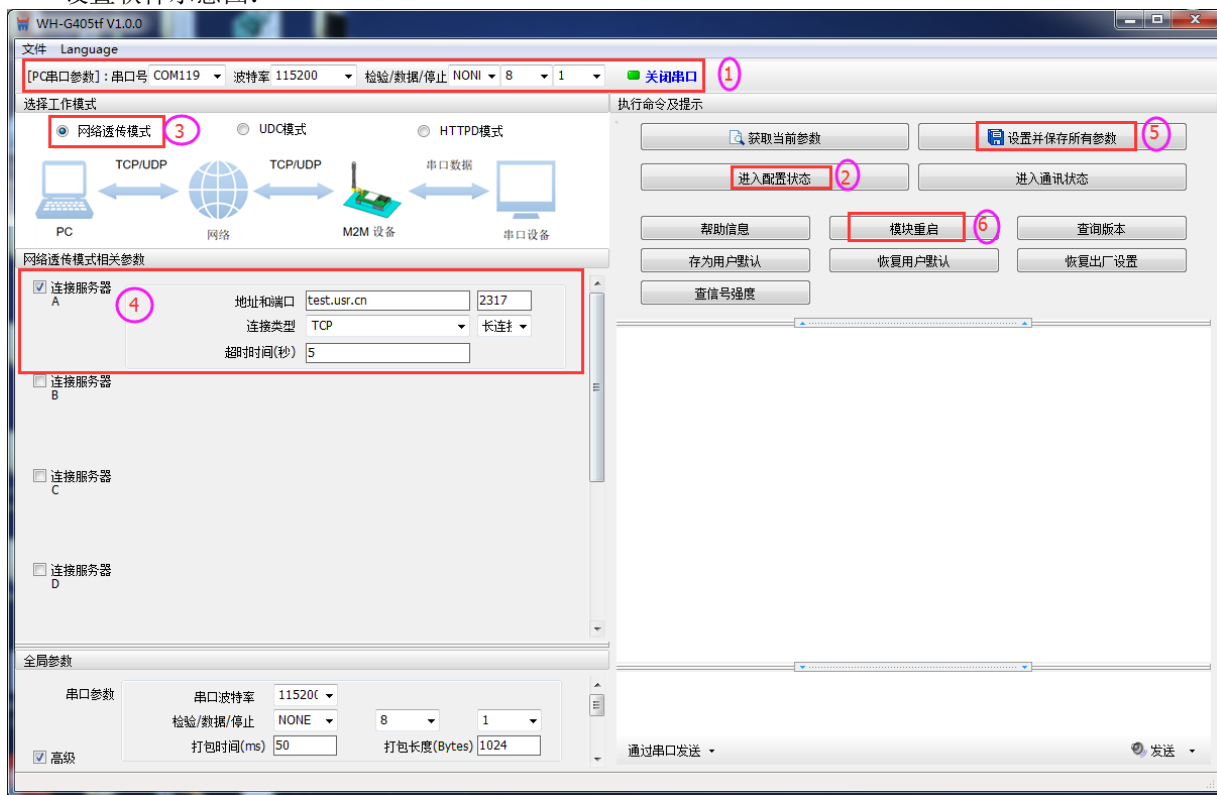 设置软件示意图:
WH-G405tf V1.0.0
文件 Language
[PC串口参数]:串口号 COM119 波特率 115200 检验/数据/停止 NONI 8 1 关闭串口 1
选择工作模式
网络透传模式 3 UDC模式 HTTPD模式
TCP/UDP TCP/UDP 串口数据
PC 网络 M2M 设备 串口设备
网络透传模式相关参数
连接服务器
A
4
地址和端口 test.usr.cn 2317
连接类型 TCP 长连
超时时间(秒) 5
连接服务器
B
连接服务器
C
连接服务器
D
全局参数
串口参数 串口波特率 11520(
检验/数据/停止 NONE 8 1
打包时间(ms) 50 打包长度(Bytes) 1024
高级
执行命令及提示
获取当前参数 设置并保存所有参数 5
进入配置状态 2 进入通讯状态
帮助信息 模块重启 6 查询版本
存为用户默认 恢复用户默认 恢复出厂设置
查信号强度
通过串口发送 发送